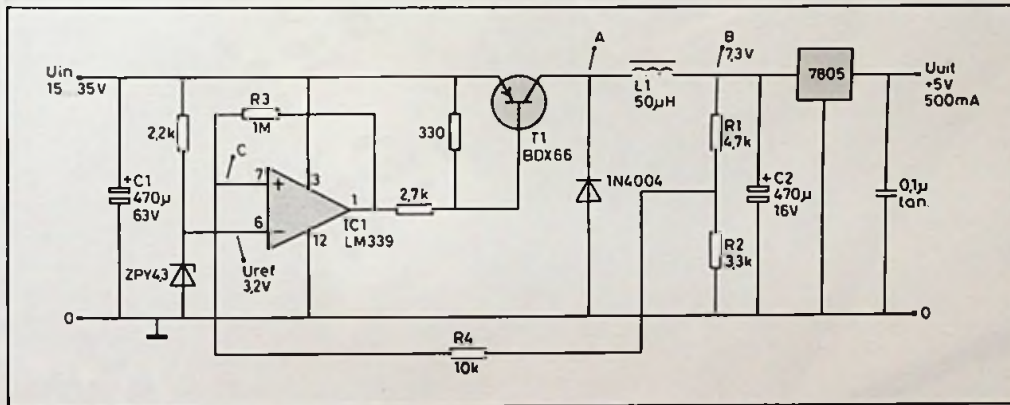 Uin
15...35V
2,2k
+C1
470µ
63V
ZPY4,3
R3
1M
C
7
+
6
-
3
1
12
IC1
LM339
Uref
3,2V
2,7k
330
T1
BDX66
A
1N4004
L1
50µH
B
7,3V
R1
4,7k
R2
3,3k
+C2
470µ
16V
7805
0,1µ
tan.
Uuit
+5V
500mA
0
0
R4
10k